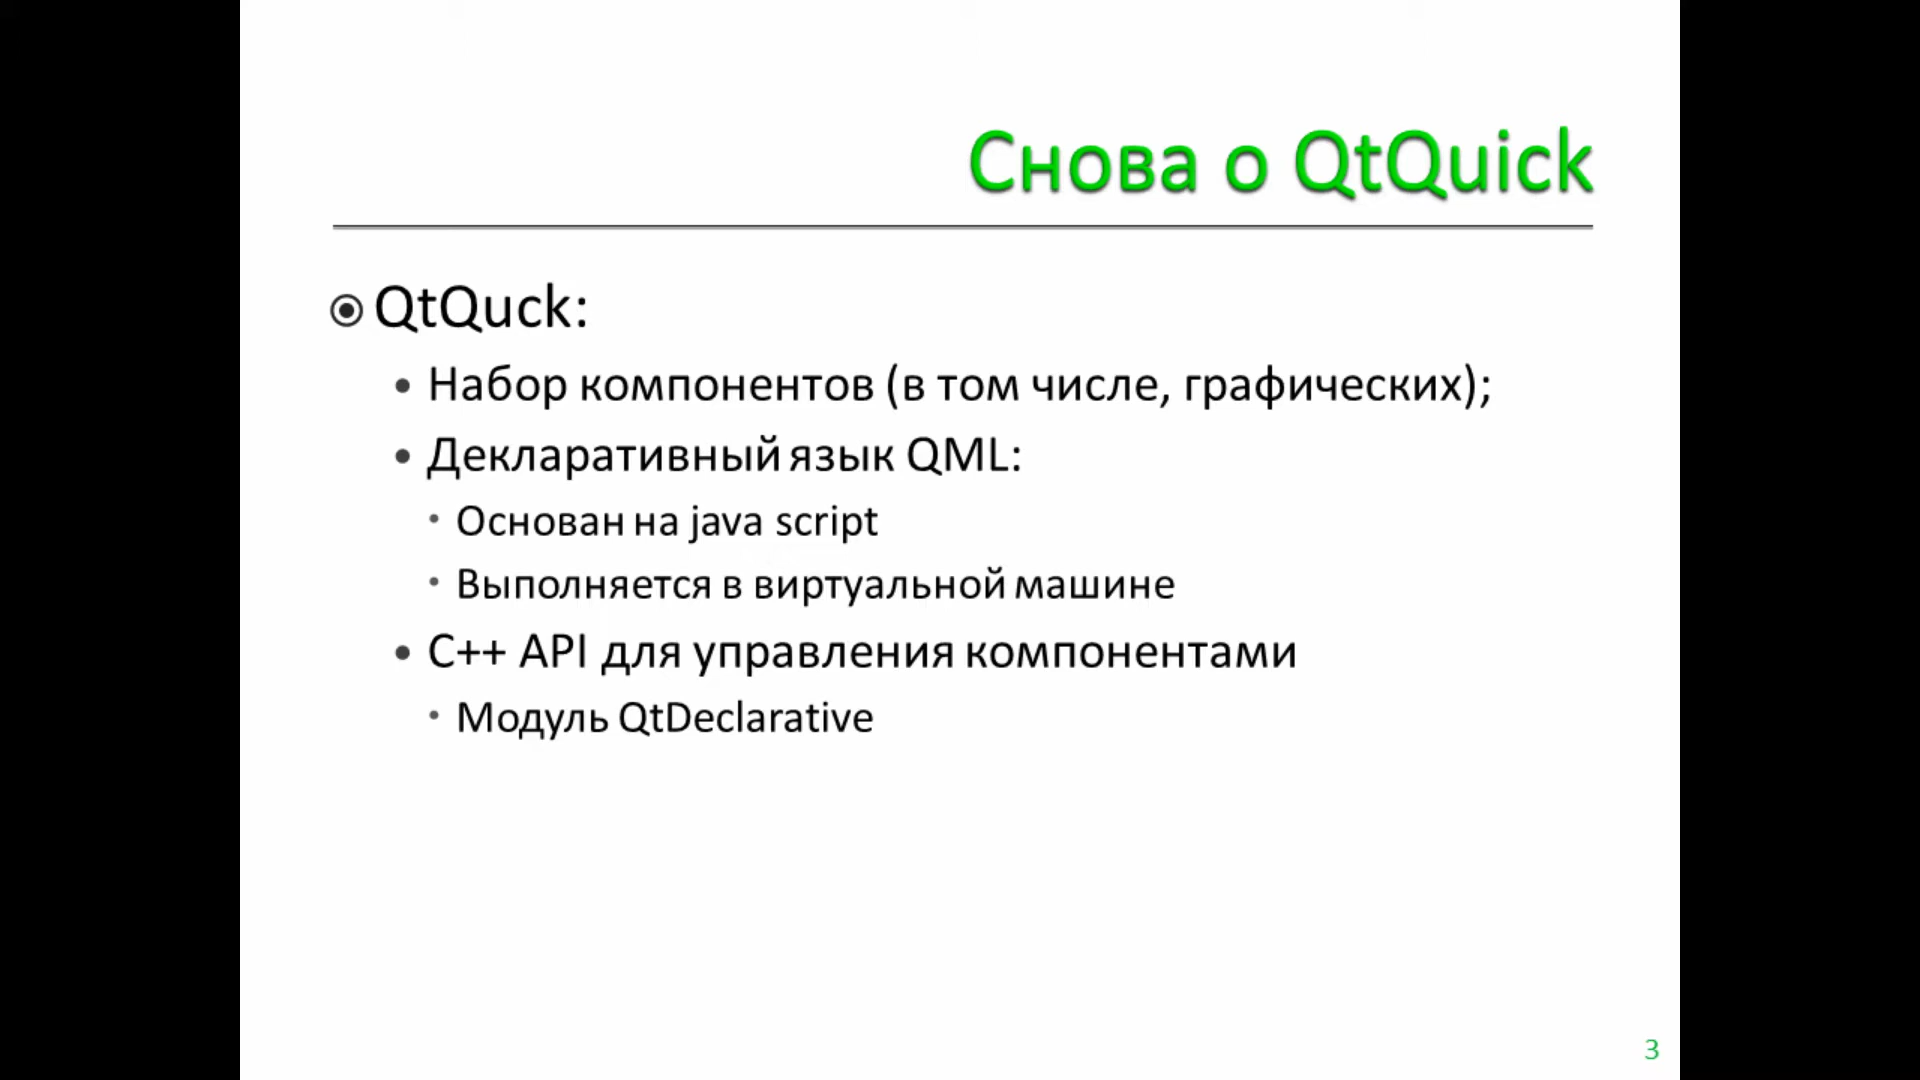 Снова о QtQuick
QtQuck:
Набор компонентов (в том числе, графических);
Декларативный язык QML:
Основан на java script
Выполняется в виртуальной машине
C++ API для управления компонентами
Модуль QtDeclarative
3